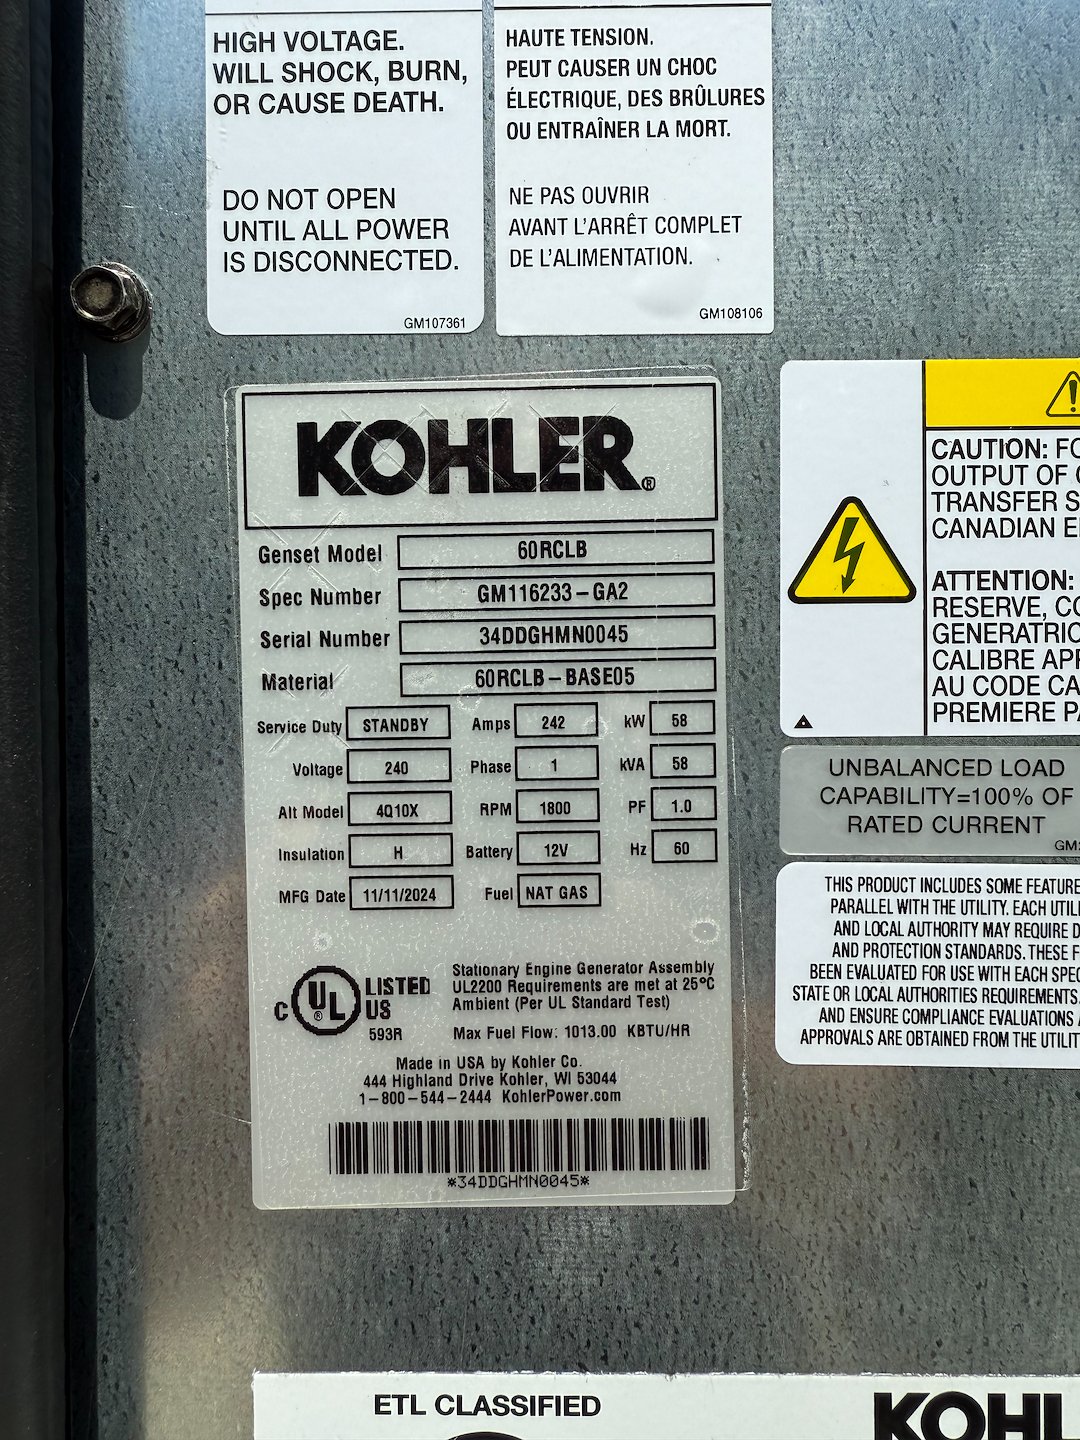 HIGH VOLTAGE.
WILL SHOCK, BURN,
OR CAUSE DEATH.
DO NOT OPEN
UNTIL ALL POWER
IS DISCONNECTED.
GM107361
HAUTE TENSION.
PEUT CAUSER UN CHOC
ÉLECTRIQUE, DES BRÛLURES
OU ENTRAÎNER LA MORT.
NE PAS OUVRIR
AVANT L'ARRÊT COMPLET
DE L'ALIMENTATION.
GM108106
KOHLER®
Genset Model 60RCLB
Spec Number GM116233-GA2
Serial Number 34DDGHMN0045
Material 60RCLB-BASE05
Service Duty STANDBY Amps 242 kW 58
Voltage 240 Phase 1 kVA 58
Alt Model 4Q10X RPM 1800 PF 1.0
Insulation H Battery 12V Hz 60
MFG Date 11/11/2024 Fuel NAT GAS
C UL® LISTED
US
593R
Stationary Engine Generator Assembly
UL2200 Requirements are met at 25°C
Ambient (Per UL Standard Test)
Max Fuel Flow: 1013.00 KBTU/HR
Made in USA by Kohler Co.
444 Highland Drive Kohler, WI 53044
1-800-544-2444 KohlerPower.com
*34DDGHMN0045*
CAUTION:
OUTPUT OF
TRANSFER
CANADIAN
ATTENTION:
RESERVE,
CALIBRE
AU CODE
PREMIERE
UNBALANCED LOAD
CAPABILITY=100% OF
RATED CURRENT
THIS PRODUCT INCLUDES SOME
PARALLEL WITH THE UTILITY. EACH
AND LOCAL AUTHORITY MAY REQUIRE
AND PROTECTION STANDARDS. THESE
BEEN EVALUATED FOR USE WITH EACH
STATE OR LOCAL AUTHORITIES REQUIREMENTS.
AND ENSURE COMPLIANCE EVALUATIONS
APPROVALS ARE OBTAINED FROM THE
ETL CLASSIFIED